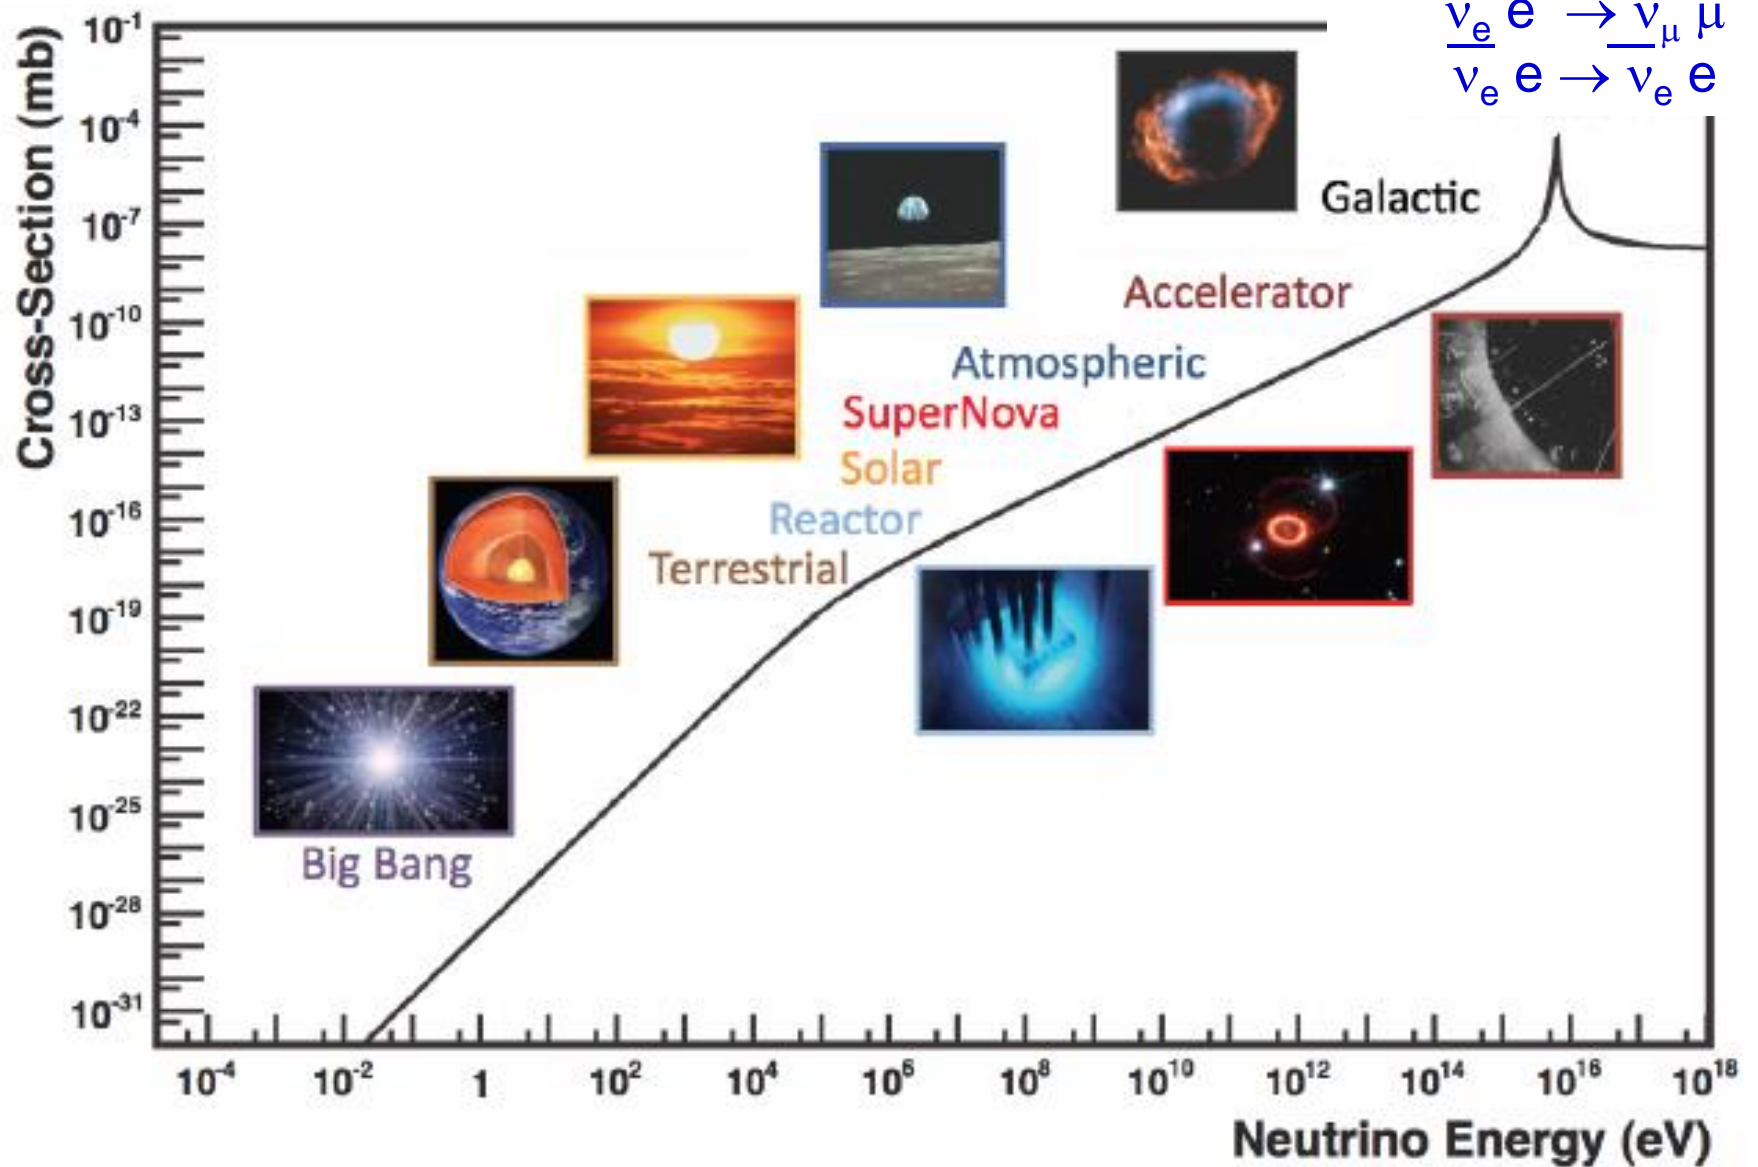 ν̅ₑ e → ν̅_μ μ
ν̅ₑ e → ν̅ₑ e
Cross-Section (mb)
10⁻¹
10⁻⁴
10⁻⁷
10⁻¹⁰
10⁻¹³
10⁻¹⁶
10⁻¹⁹
10⁻²²
10⁻²⁵
10⁻²⁸
10⁻³¹
Galactic
Accelerator
Atmospheric
SuperNova
Solar
Reactor
Terrestrial
Big Bang
10⁻⁴ 10⁻² 1 10² 10⁴ 10⁶ 10⁸ 10¹⁰ 10¹² 10¹⁴ 10¹⁶ 10¹⁸
Neutrino Energy (eV)